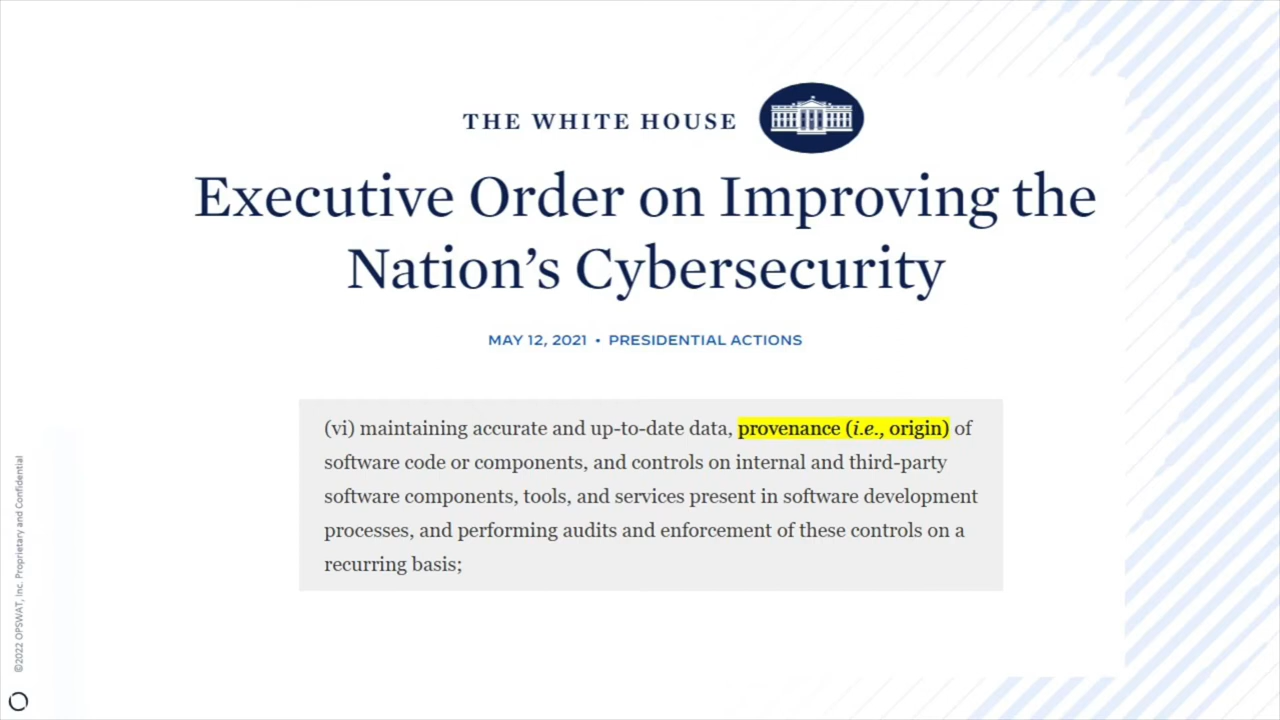 THE WHITE HOUSE
Executive Order on Improving the
Nation’s Cybersecurity
MAY 12, 2021 • PRESIDENTIAL ACTIONS
(vi) maintaining accurate and up-to-date data, provenance (i.e., origin) of
software code or components, and controls on internal and third-party
software components, tools, and services present in software development
processes, and performing audits and enforcement of these controls on a
recurring basis;
©2022 OPSWAT, Inc. Proprietary and Confidential